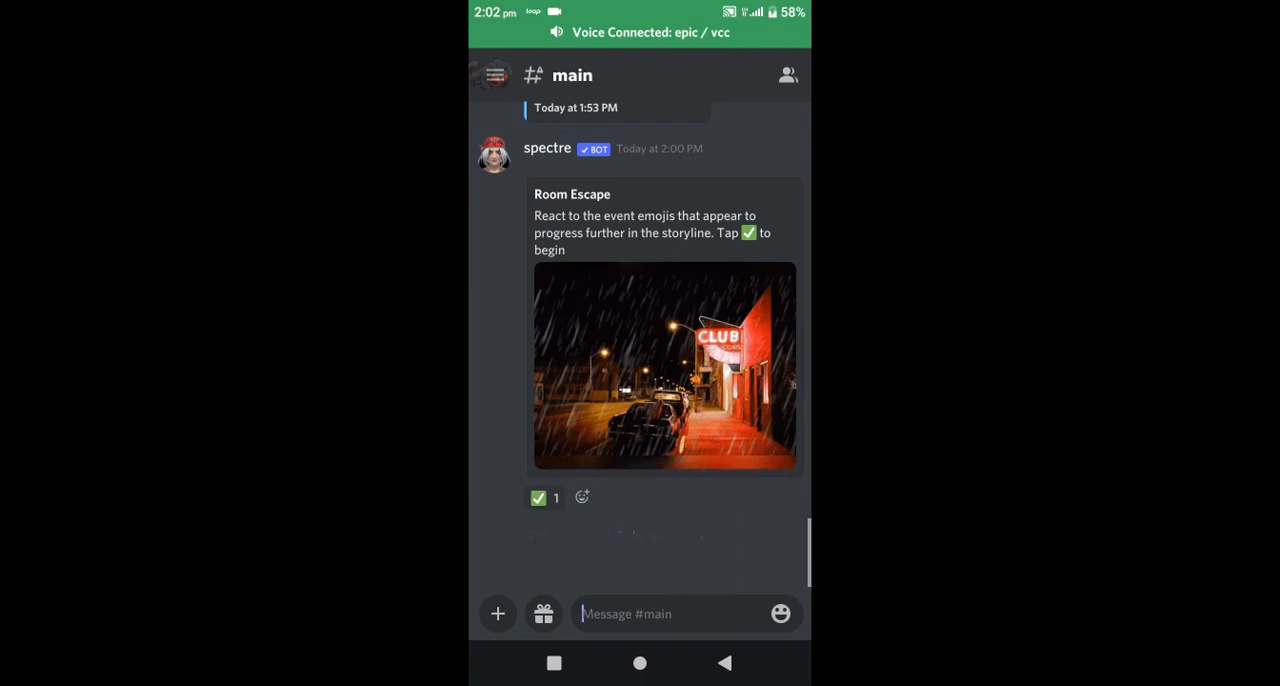 2:02 pm loop 58%
Voice Connected: epic / vcc
main
Today at 1:53 PM
spectre BOT Today at 2:00 PM
Room Escape
React to the event emojis that appear to
progress further in the storyline. Tap ✅ to
begin
CLUB
✅ 1
Message #main